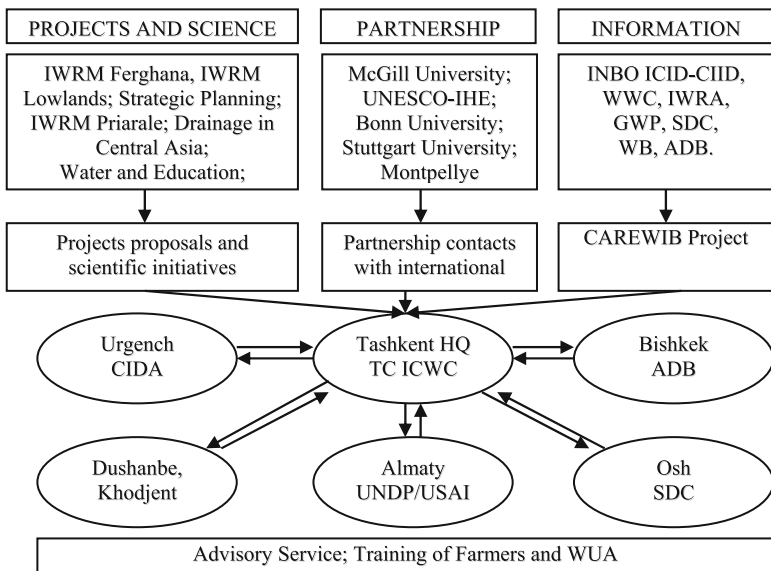 PROJECTS AND SCIENCE
PARTNERSHIP
INFORMATION
IWRM Ferghana, IWRM
Lowlands; Strategic Planning;
IWRM Priarale; Drainage in
Central Asia;
Water and Education;
McGill University;
UNESCO-IHE;
Bonn University;
Stuttgart University;
Montpellye
INBO ICID-CIID,
WWC, IWRA,
GWP, SDC,
WB, ADB.
Projects proposals and
scientific initiatives
Partnership contacts
with international
CAREWIB Project
Urgench
CIDA
Tashkent HQ
TC ICWC
Bishkek
ADB
Dushanbe,
Khodjent
Almaty
UNDP/USAI
Osh
SDC
Advisory Service; Training of Farmers and WUA